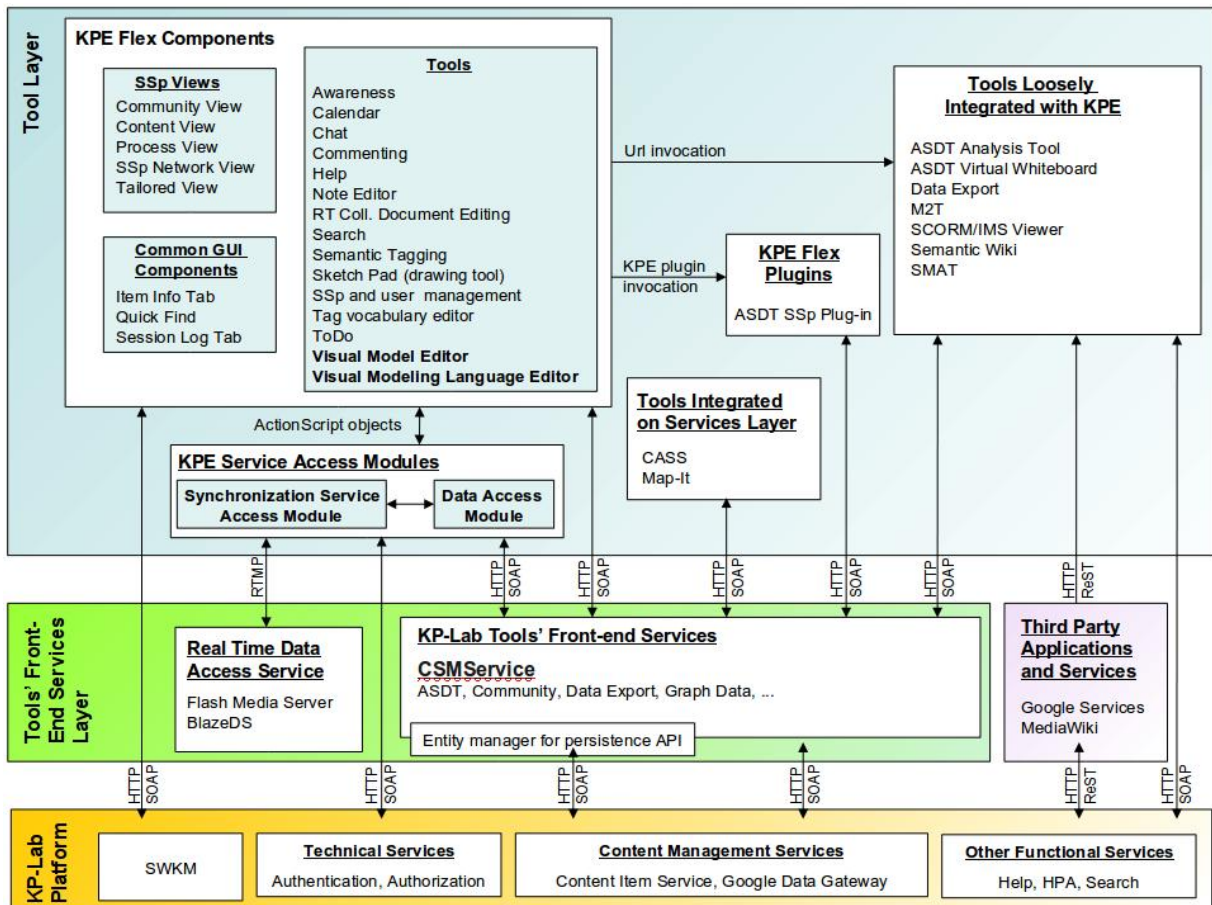 Tool Layer
KPE Flex Components
SSp Views
Community View
Content View
Process View
SSp Network View
Tailored View
Common GUI
Components
Item Info Tab
Quick Find
Session Log Tab
Tools
Awareness
Calendar
Chat
Commenting
Help
Note Editor
RT Coll. Document Editing
Search
Semantic Tagging
Sketch Pad (drawing tool)
SSp and user management
Tag vocabulary editor
ToDo
Visual Model Editor
Visual Modeling Language Editor
Url invocation
KPE plugin
invocation
Tools Loosely
Integrated with KPE
ASDT Analysis Tool
ASDT Virtual Whiteboard
Data Export
M2T
SCORM/IMS Viewer
Semantic Wiki
SMAT
KPE Flex
Plugins
ASDT SSp Plug-in
Tools Integrated
on Services Layer
CASS
Map-It
ActionScript objects
KPE Service Access Modules
Synchronization Service
Access Module
Data Access
Module
RTMP
HTTP
SOAP
HTTP
SOAP
HTTP
SOAP
HTTP
SOAP
HTTP
SOAP
HTTP
ReST
Tools' Front-
End Services
Layer
Real Time Data
Access Service
Flash Media Server
BlazeDS
KP-Lab Tools' Front-end Services
CSMService
ASDT, Community, Data Export, Graph Data, ...
Entity manager for persistence API
Third Party
Applications
and Services
Google Services
MediaWiki
HTTP
SOAP
HTTP
SOAP
HTTP
SOAP
HTTP
SOAP
HTTP
ReST
HTTP
SOAP
KP-Lab
Platform
SWKM
Technical Services
Authentication, Authorization
Content Management Services
Content Item Service, Google Data Gateway
Other Functional Services
Help, HPA, Search